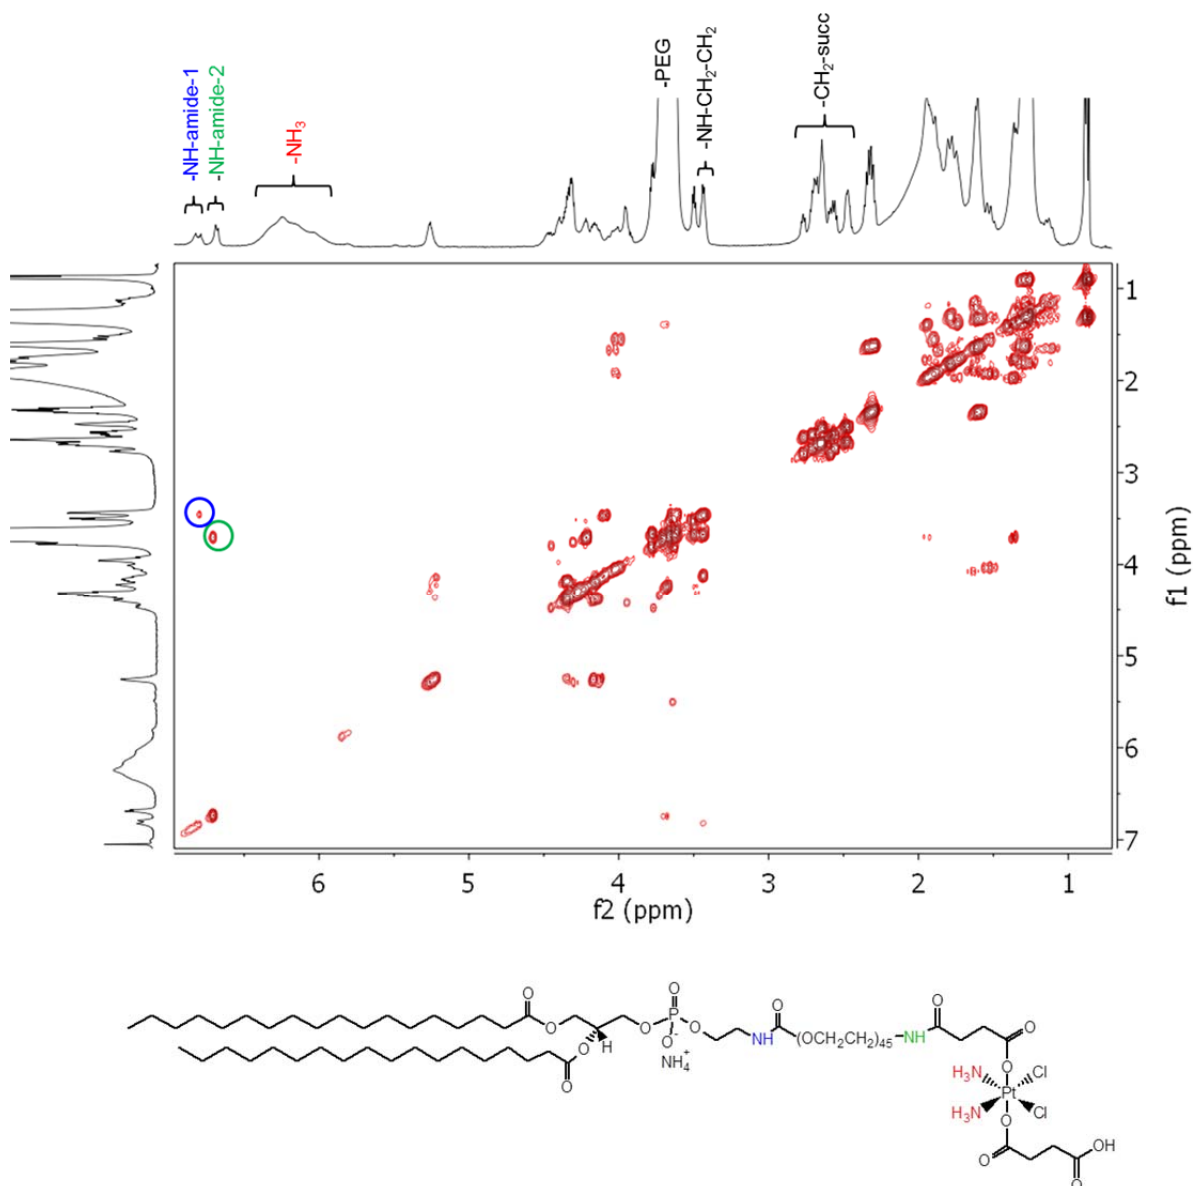 -NH-amide-1
-NH-amide-2
-NH₃
-PEG
-NH-CH₂-CH₂
-CH₂-succ
1
2
3
4
5
6
7
f1 (ppm)
6 5 4 3 2 1
f2 (ppm)
O
O
O
O
H
O
O
P
O⁻
O
NH₄⁺
NH
O
(OCH₂CH₂)₄₅
NH
O
O
O
H₃N
Cl
Pt
H₃N
Cl
O
O
OH
O